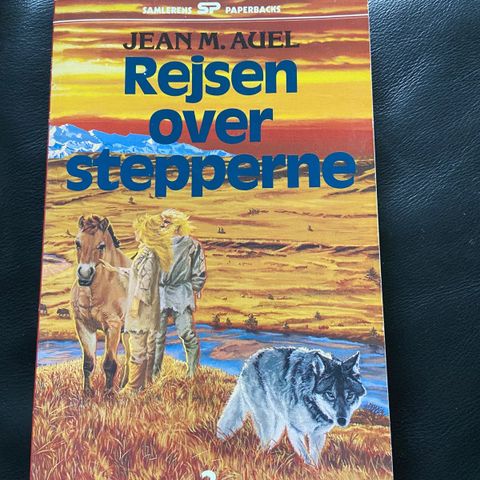 SAMLERENS SP PAPERBACKS
JEAN M. AUEL
Rejsen
over
stepperne